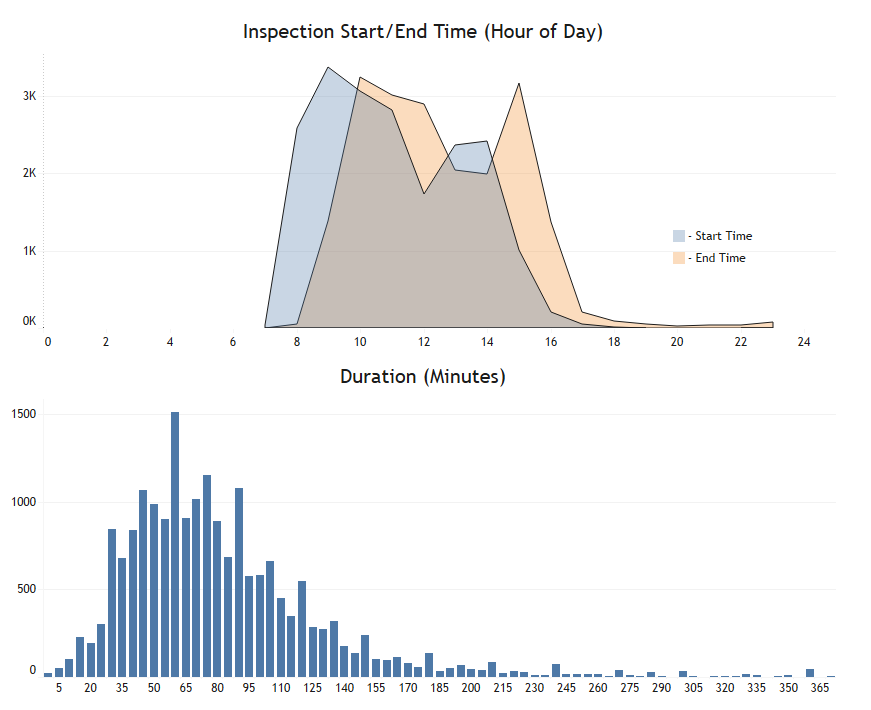 Inspection Start/End Time (Hour of Day)
3K
2K
1K
0K
- Start Time
- End Time
0 2 4 6 8 10 12 14 16 18 20 22 24
Duration (Minutes)
1500
1000
500
0
5 20 35 50 65 80 95 110 125 140 155 170 185 200 215 230 245 260 275 290 305 320 335 350 365